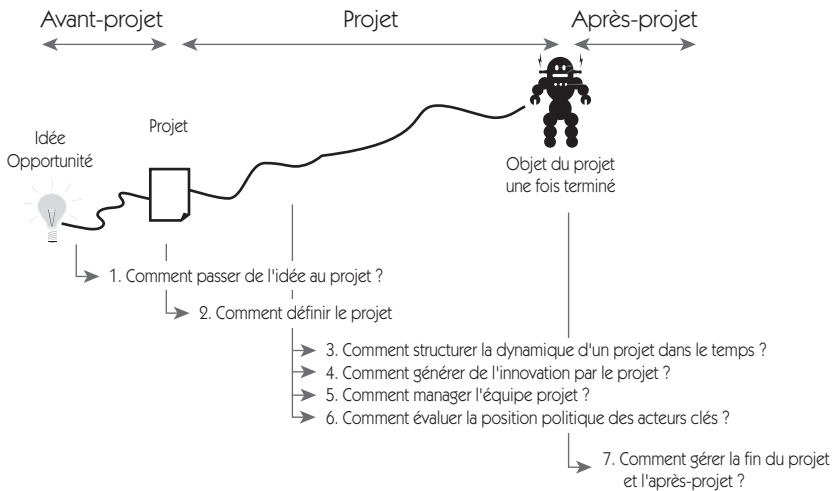 Avant-projet
Projet
Après-projet
Idée
Opportunité
Projet
Objet du projet
une fois terminé
1. Comment passer de l'idée au projet ?
2. Comment définir le projet
3. Comment structurer la dynamique d'un projet dans le temps ?
4. Comment générer de l'innovation par le projet ?
5. Comment manager l'équipe projet ?
6. Comment évaluer la position politique des acteurs clés ?
7. Comment gérer la fin du projet
et l'après-projet ?